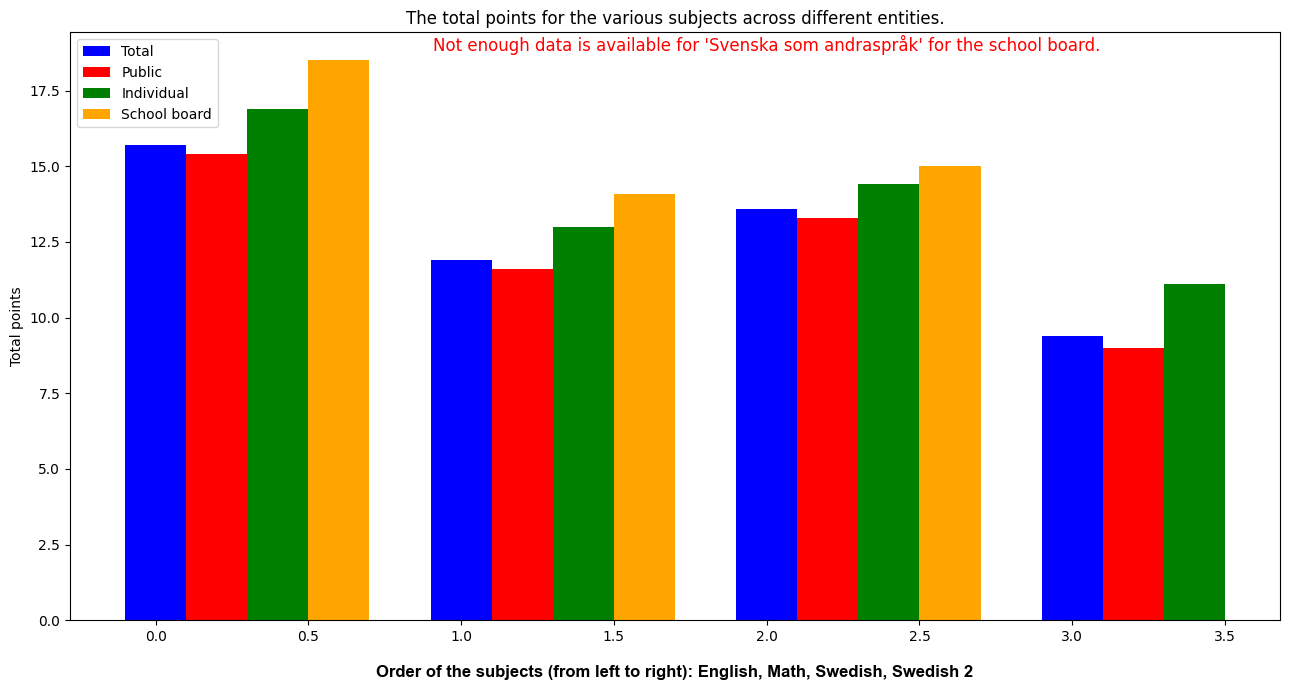 The total points for the various subjects across different entities.
Not enough data is available for 'Svenska som andraspråk' for the school board.
Total
Public
Individual
School board
Total points
17.5
15.0
12.5
10.0
7.5
5.0
2.5
0.0
0.0 0.5 1.0 1.5 2.0 2.5 3.0 3.5
Order of the subjects (from left to right): English, Math, Swedish, Swedish 2